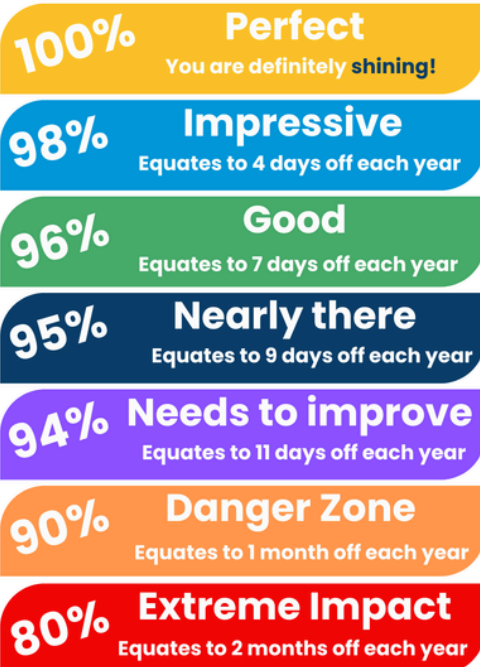 100%
Perfect
You are definitely shining!
98%
Impressive
Equates to 4 days off each year
96%
Good
Equates to 7 days off each year
95%
Nearly there
Equates to 9 days off each year
94%
Needs to improve
Equates to 11 days off each year
90%
Danger Zone
Equates to 1 month off each year
80%
Extreme Impact
Equates to 2 months off each year